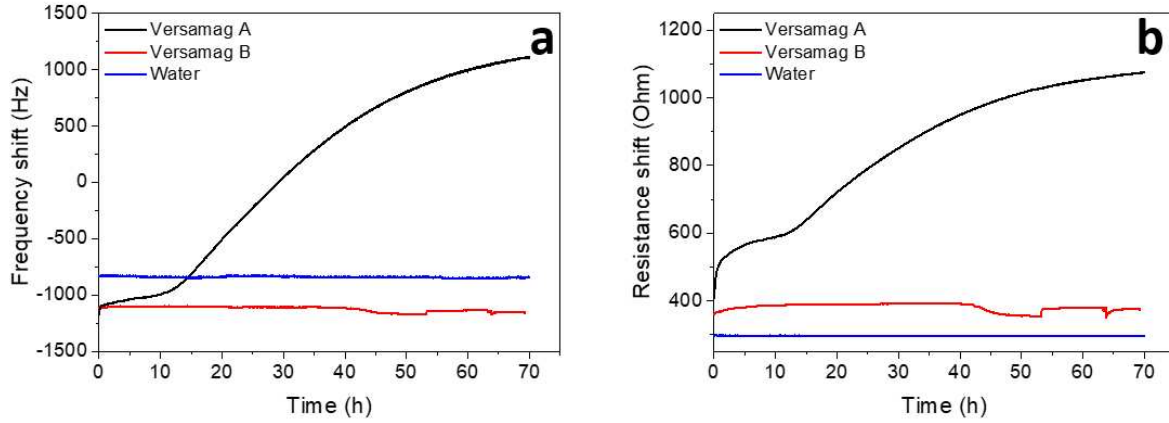 a
Versamag A
Versamag B
Water
Frequency shift (Hz)
1500
1000
500
0
-500
-1000
-1500
0 10 20 30 40 50 60 70
Time (h)
b
Versamag A
Versamag B
Water
Resistance shift (Ohm)
1200
1000
800
600
400
0 10 20 30 40 50 60 70
Time (h)